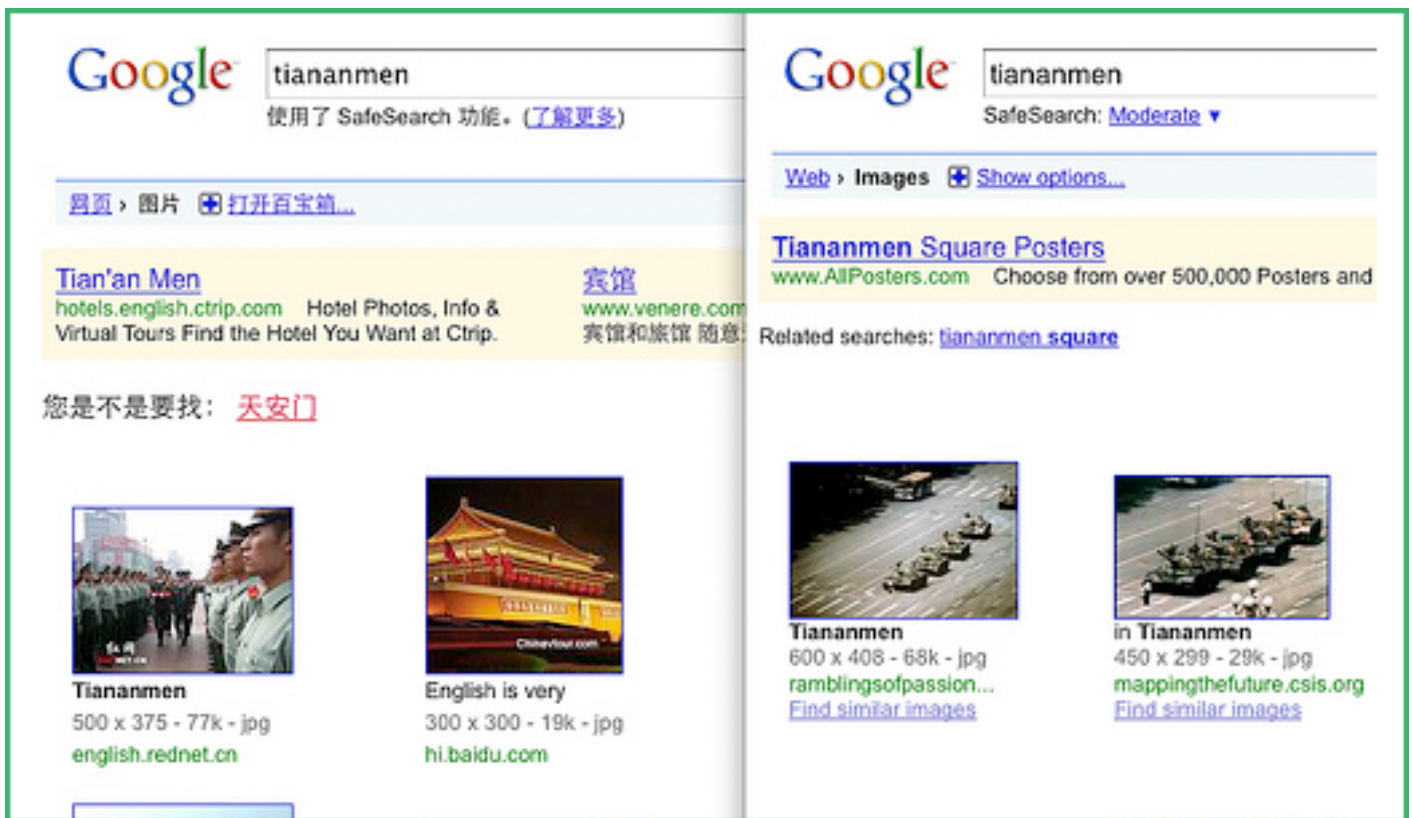 Google
tiananmen
使用了 SafeSearch 功能。(了解更多)
网页 › 图片 打开百宝箱...
Tian'an Men
hotels.english.ctrip.com Hotel Photos, Info &
Virtual Tours Find the Hotel You Want at Ctrip.
宾馆
www.venere.com
宾馆和旅馆 随意
您是不是要找： 天安门
红网
Chinavtour.com
Tiananmen
500 x 375 - 77k - jpg
english.rednet.cn
English is very
300 x 300 - 19k - jpg
hi.baidu.com
Google
tiananmen
SafeSearch: Moderate ▼
Web › Images Show options...
Tiananmen Square Posters
www.AllPosters.com Choose from over 500,000 Posters and
Related searches: tiananmen square
Tiananmen
600 x 408 - 68k - jpg
ramblingsofpassion...
Find similar images
in Tiananmen
450 x 299 - 29k - jpg
mappingthefuture.csis.org
Find similar images